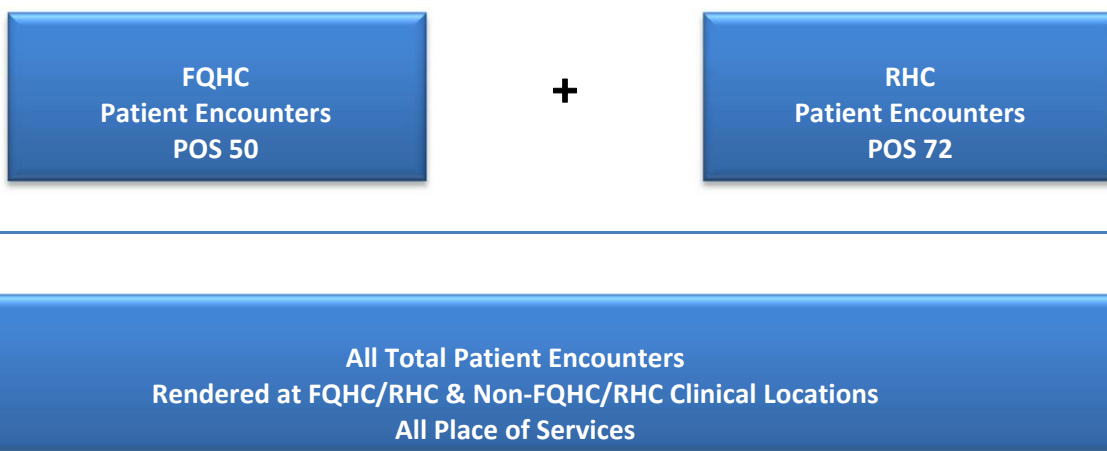 FQHC
Patient Encounters
POS 50
+
RHC
Patient Encounters
POS 72
All Total Patient Encounters
Rendered at FQHC/RHC & Non-FQHC/RHC Clinical Locations
All Place of Services